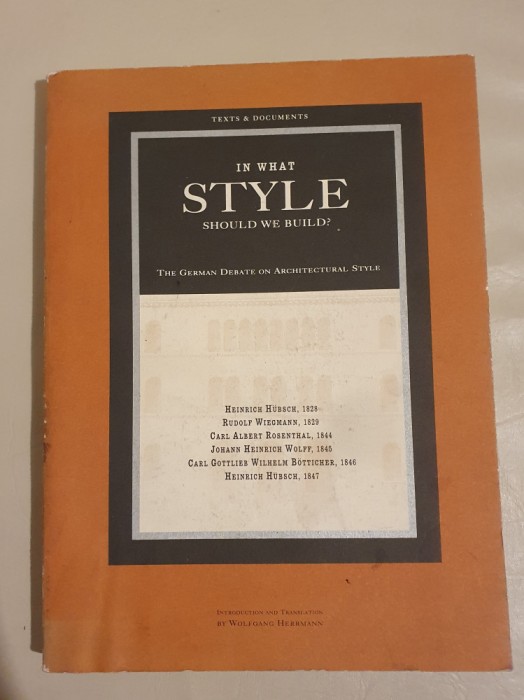 TEXTS & DOCUMENTS
IN WHAT
STYLE
SHOULD WE BUILD?
THE GERMAN DEBATE ON ARCHITECTURAL STYLE
HEINRICH HÜBSCH, 1828
RUDOLF WIEGMANN, 1829
CARL ALBERT ROSENTHAL, 1844
JOHANN HEINRICH WOLFF, 1845
CARL GOTTLIEB WILHELM BÖTTICHER, 1846
HEINRICH HÜBSCH, 1847
INTRODUCTION AND TRANSLATION
BY WOLFGANG HERRMANN